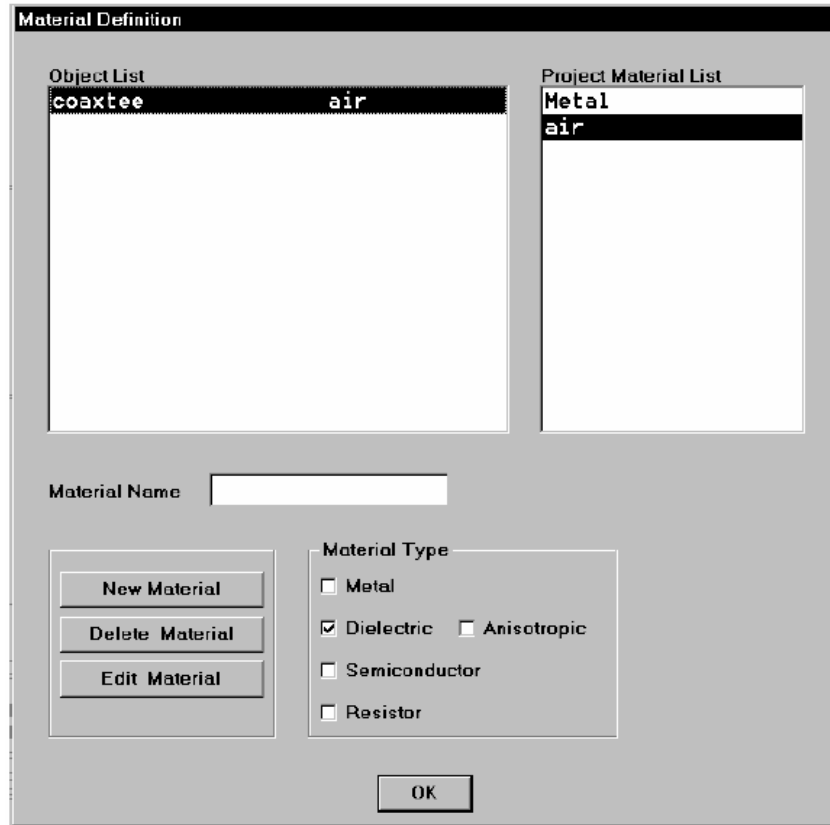 Material Definition
Object List
Project Material List
coaxtee air
Metal
air
Material Name
Material Type
New Material
Metal
Delete Material
Dielectric Anisotropic
Edit Material
Semiconductor
Resistor
OK